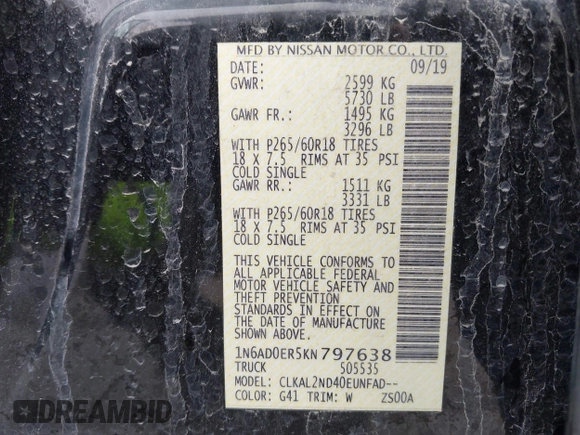 MFD BY NISSAN MOTOR CO., LTD.
DATE: 09/19
GVWR: 2599 KG
5730 LB
GAWR FR.: 1495 KG
3296 LB
WITH P265/60R18 TIRES
18 X 7.5 RIMS AT 35 PSI
COLD SINGLE
GAWR RR.: 1511 KG
3331 LB
WITH P265/60R18 TIRES
18 X 7.5 RIMS AT 35 PSI
COLD SINGLE
THIS VEHICLE CONFORMS TO
ALL APPLICABLE FEDERAL
MOTOR VEHICLE SAFETY AND
THEFT PREVENTION
STANDARDS IN EFFECT ON
THE DATE OF MANUFACTURE
SHOWN ABOVE.
1N6AD0ER5KN797638
TRUCK 505535
MODEL: CLKAL2ND40EUNFAD--
COLOR: G41 TRIM: W ZS00A
DREAMBID